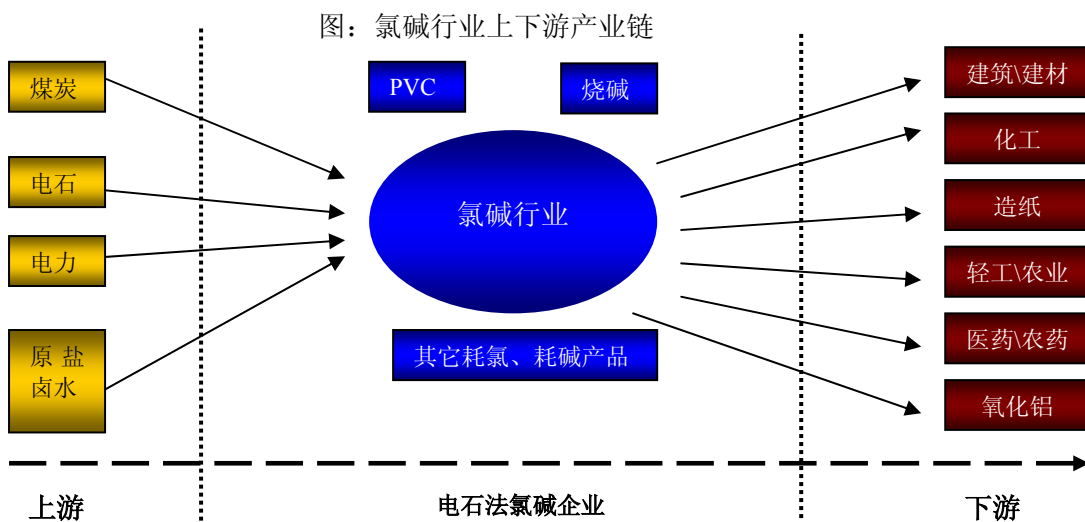 图：氯碱行业上下游产业链
煤炭
电石
电力
原 盐
卤水
PVC
烧碱
氯碱行业
其它耗氯、耗碱产品
建筑\建材
化工
造纸
轻工\农业
医药\农药
氧化铝
上游
电石法氯碱企业
下游